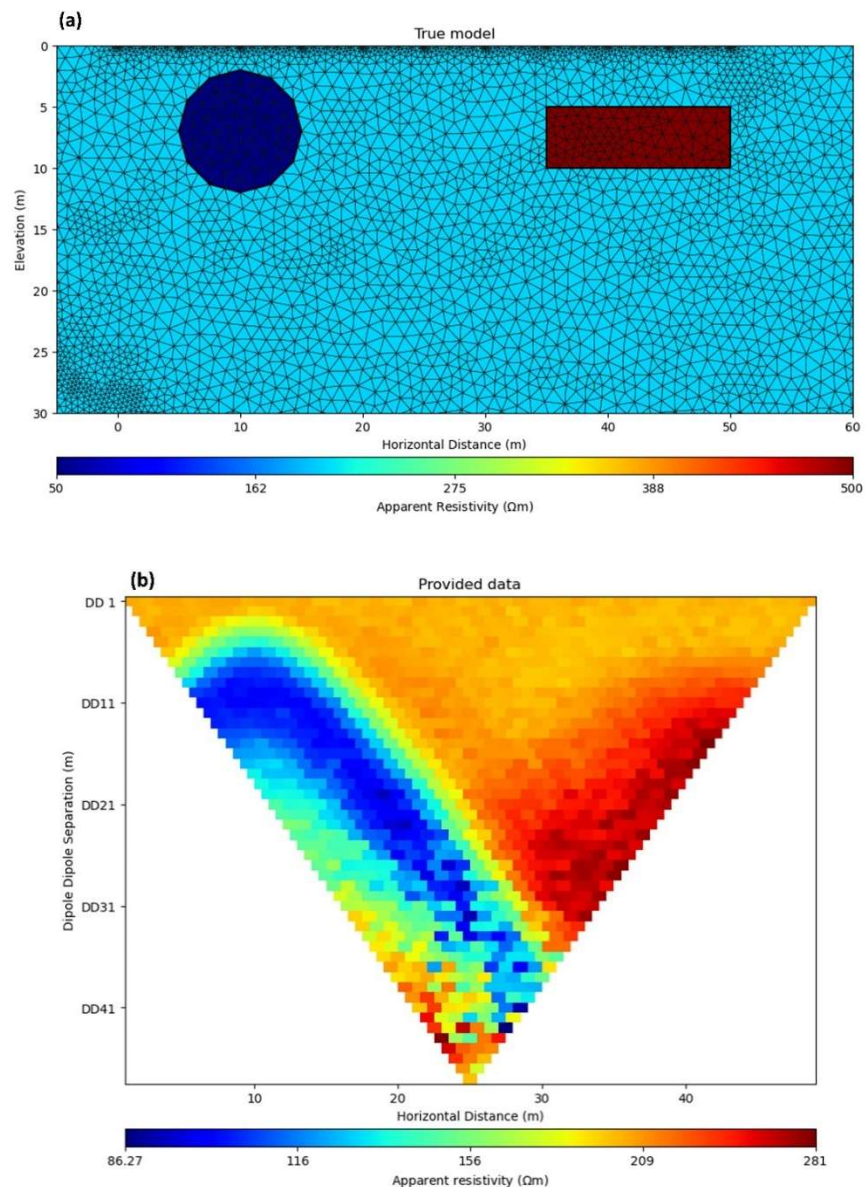 (a)
True model
0
5
10
15
20
25
30
Elevation (m)
0 10 20 30 40 50 60
Horizontal Distance (m)
50 162 275 388 500
Apparent Resistivity (Ωm)
(b)
Provided data
DD 1
DD11
DD21
DD31
DD41
Dipole Dipole Separation (m)
10 20 30 40
Horizontal Distance (m)
86.27 116 156 209 281
Apparent resistivity (Ωm)